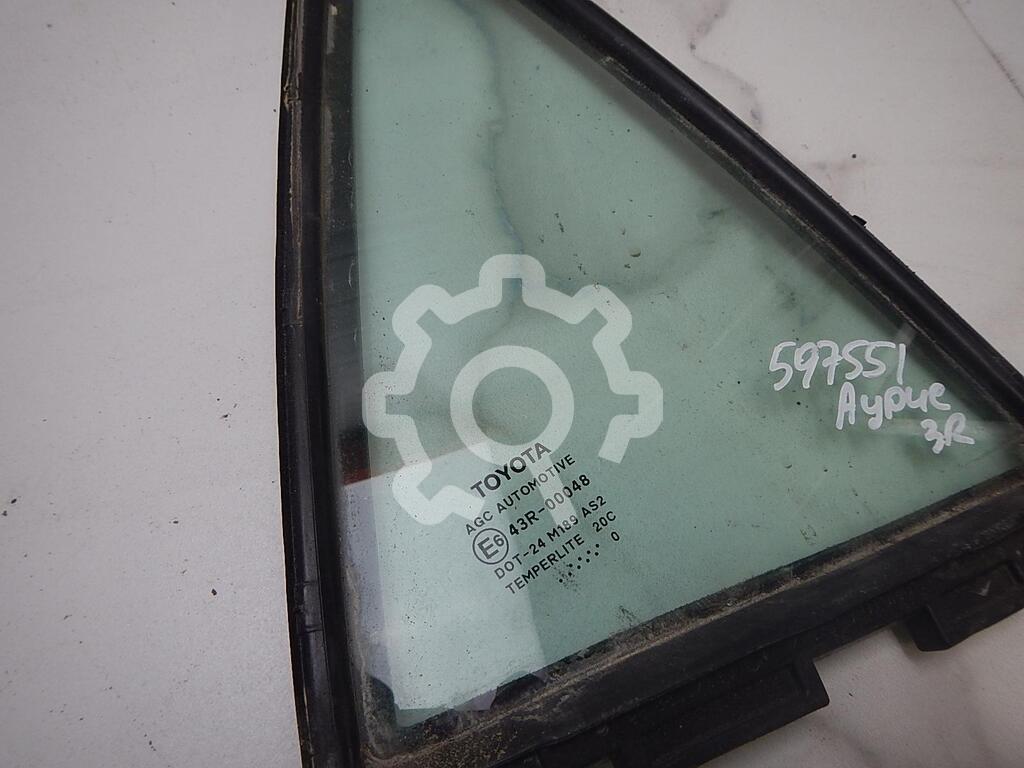 597551
Аурис
3R
TOYOTA
AGC AUTOMOTIVE
E6 43R-00048
DOT-24 M189 AS2
TEMPERLITE 20C
0